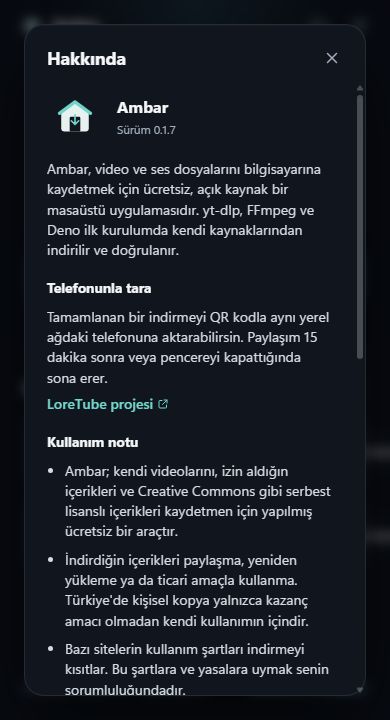 Hakkında
Ambar
Sürüm 0.1.7
Ambar, video ve ses dosyalarını bilgisayarına
kaydetmek için ücretsiz, açık kaynak bir
masaüstü uygulamasıdır. yt-dlp, FFmpeg ve
Deno ilk kurulumda kendi kaynaklarından
indirilir ve doğrulanır.
Telefonunla tara
Tamamlanan bir indirmeyi QR kodla aynı yerel
ağdaki telefonuna aktarabilirsin. Paylaşım 15
dakika sonra veya pencereyi kapattığında
sona erer.
LoreTube projesi
Kullanım notu
• Ambar; kendi videolarını, izin aldığın
içerikleri ve Creative Commons gibi serbest
lisanslı içerikleri kaydetmen için yapılmış
ücretsiz bir araçtır.
• İndirdiğin içerikleri paylaşma, yeniden
yükleme ya da ticari amaçla kullanma.
Türkiye'de kişisel kopya yalnızca kazanç
amacı olmadan kendi kullanımın içindir.
• Bazı sitelerin kullanım şartları indirmeyi
kısıtlar. Bu şartlara ve yasalara uymak senin
sorumluluğundadır.